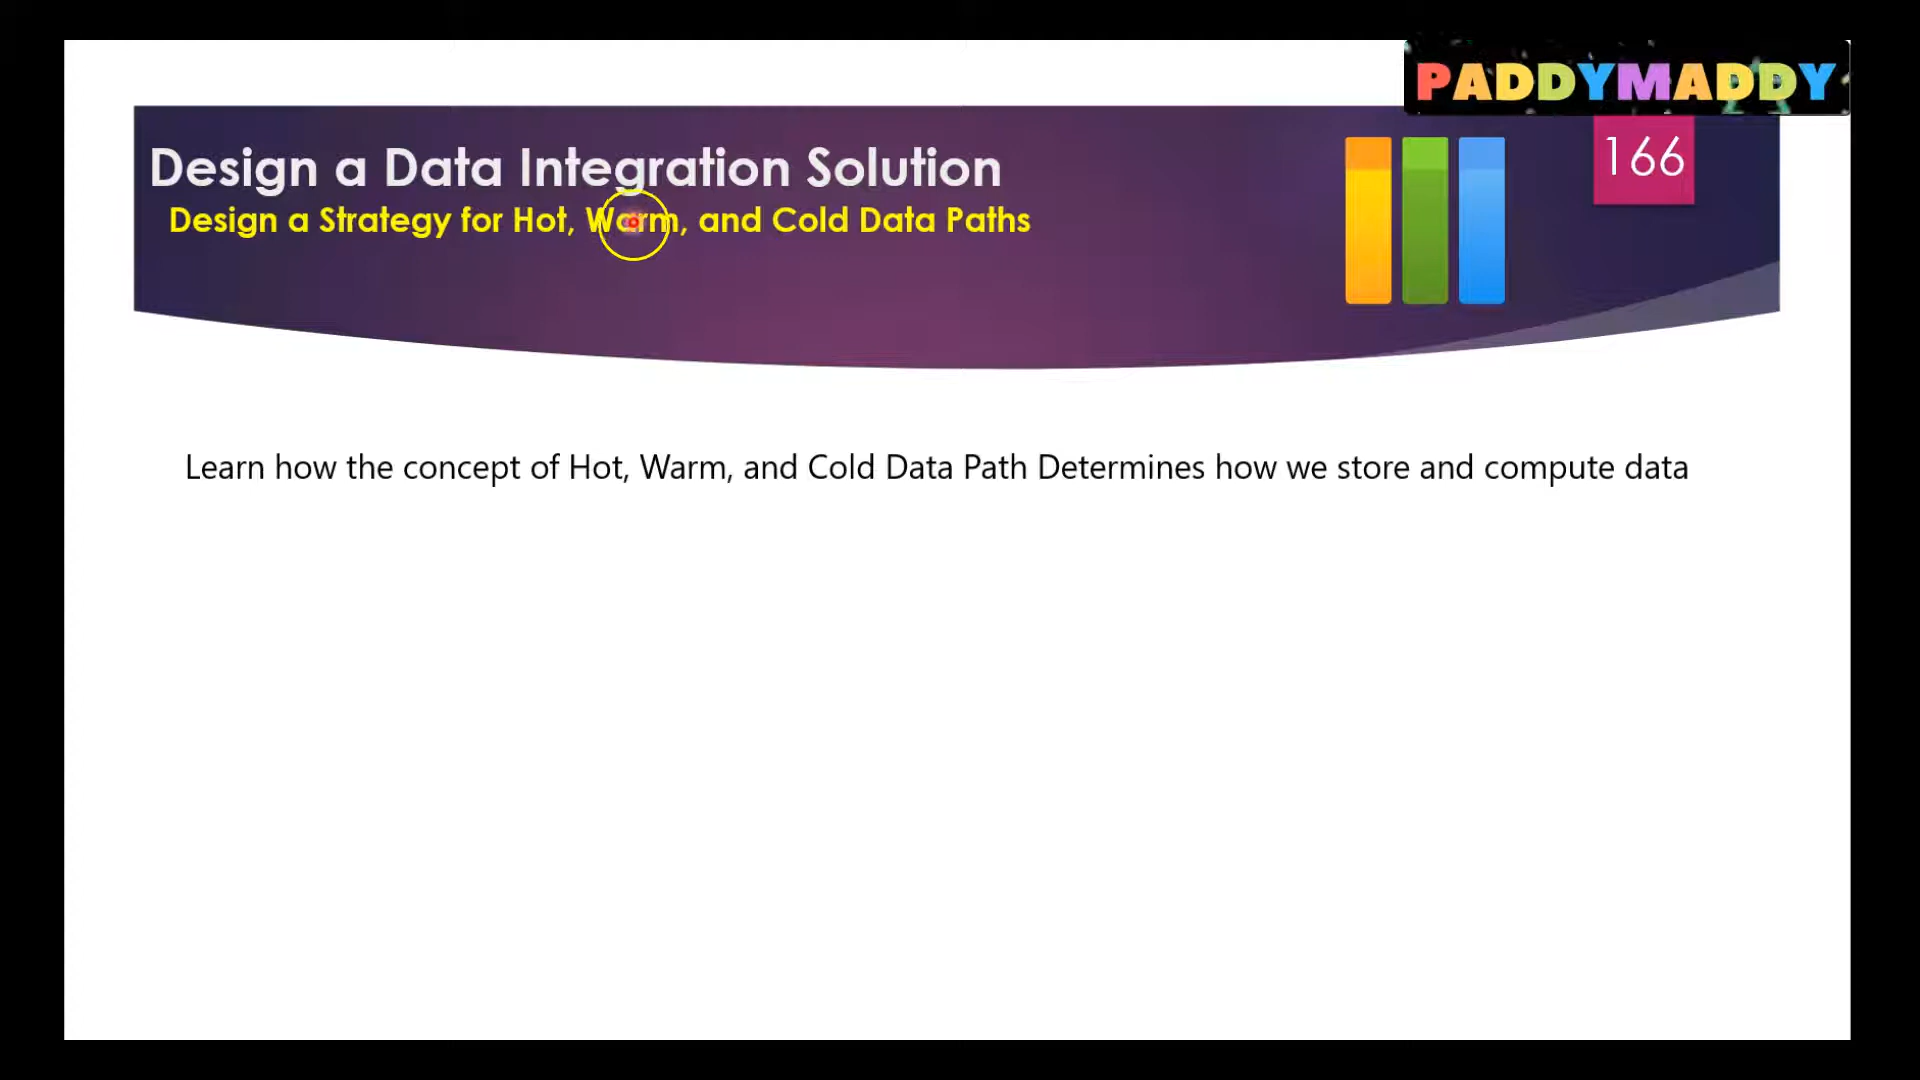 PADDYMADDY
166
Design a Data Integration Solution
Design a Strategy for Hot, Warm, and Cold Data Paths
Learn how the concept of Hot, Warm, and Cold Data Path Determines how we store and compute data